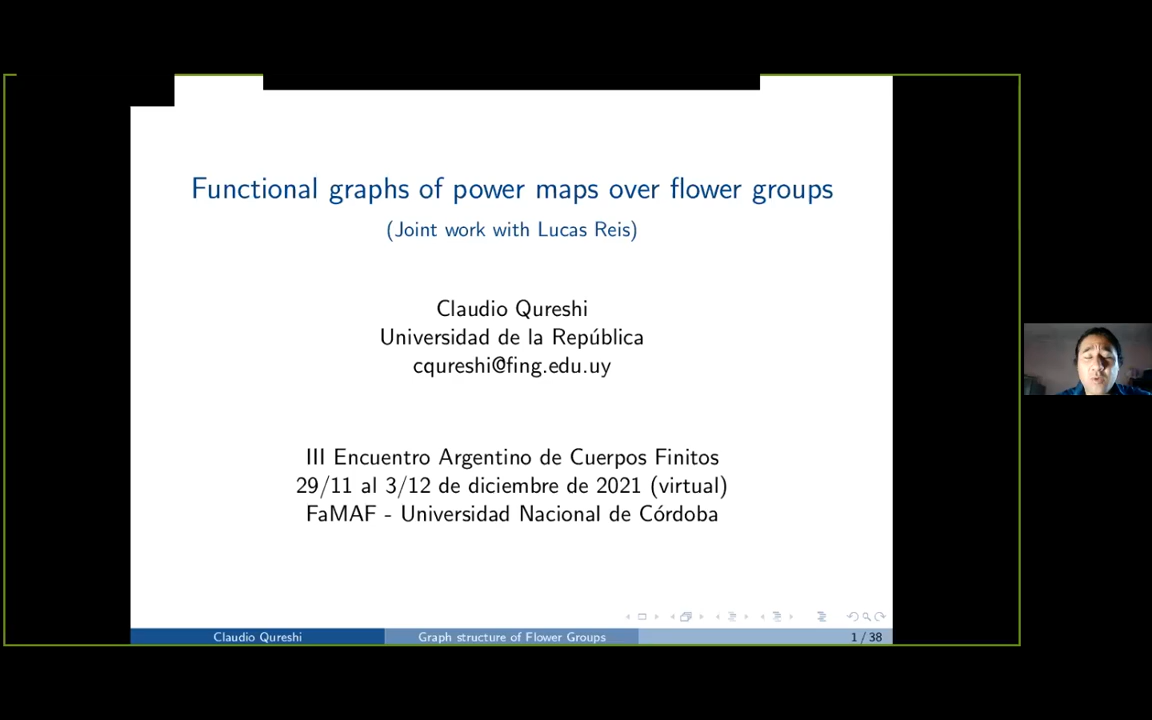 Functional graphs of power maps over flower groups
(Joint work with Lucas Reis)
Claudio Qureshi
Universidad de la República
cqureshi@fing.edu.uy
III Encuentro Argentino de Cuerpos Finitos
29/11 al 3/12 de diciembre de 2021 (virtual)
FaMAF - Universidad Nacional de Córdoba
Claudio Qureshi
Graph structure of Flower Groups
1 / 38